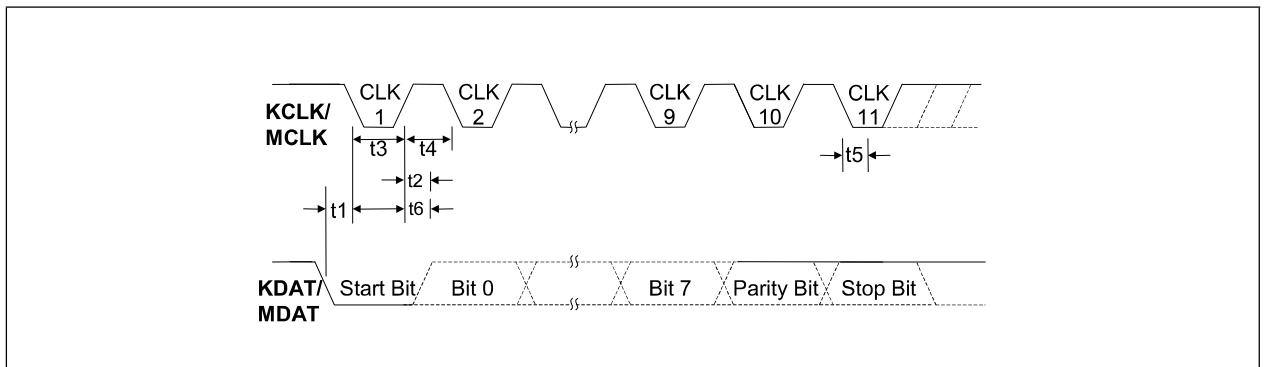 CLK CLK CLK CLK CLK
KCLK/ 1 2 9 10 11
MCLK
t3 t4 t5
t2
t1 t6
KDAT/ Start Bit Bit 0 Bit 7 Parity Bit Stop Bit
MDAT